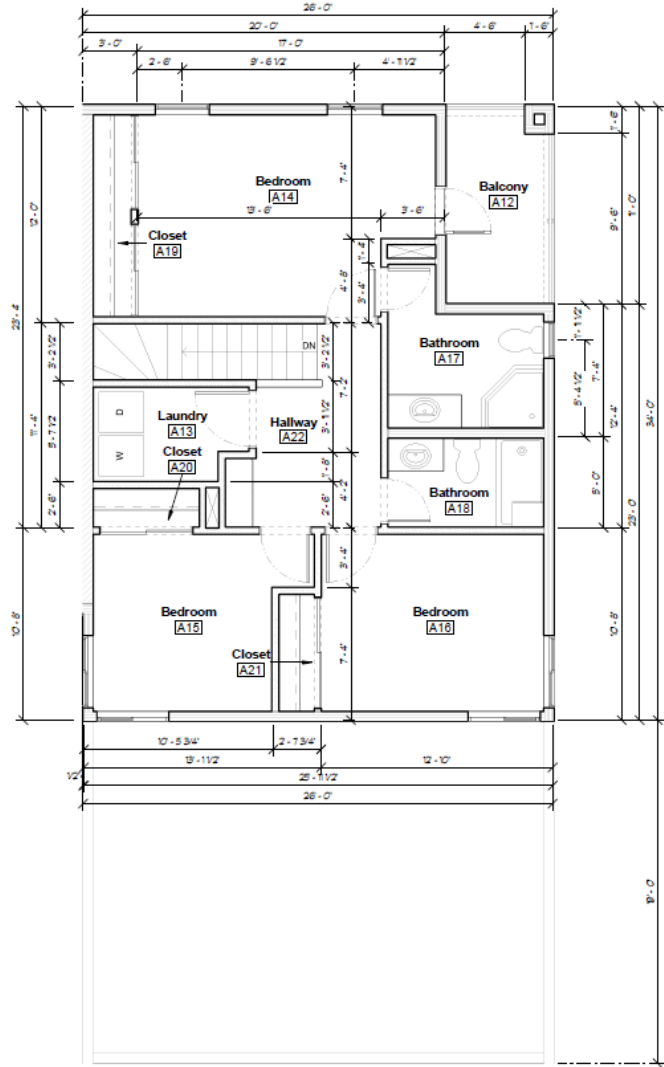 26'-0"
20'-0"
4'-6"
1'-6"
3'-0"
17'-0"
2'-6"
9'-6 1/2"
4'-11 1/2"
Bedroom
A14
7'-4"
Balcony
A12
1'-6"
13'-6"
3'-6"
12'-0"
Closet
A19
9'-6"
11'-0"
1'-4"
4'-8"
3'-4"
23'-4"
3'-2 1/2"
DN
3'-2 1/2"
Bathroom
A17
1'-11 1/2"
7'-4"
5'-4 1/2"
11'-4"
D
Laundry
A13
Hallway
A22
3'-1 1/2"
7'-2"
12'-4"
34'-0"
5'-7 1/2"
W
Closet
A20
1'-8"
4'-2"
Bathroom
A18
5'-0"
23'-0"
2'-6"
2'-6"
3'-4"
10'-8"
Bedroom
A15
Bedroom
A16
10'-8"
Closet
A21
7'-4"
10'-5 3/4"
2'-7 3/4"
13'-1 1/2"
12'-10"
1/2"
25'-11 1/2"
26'-0"
19'-0"